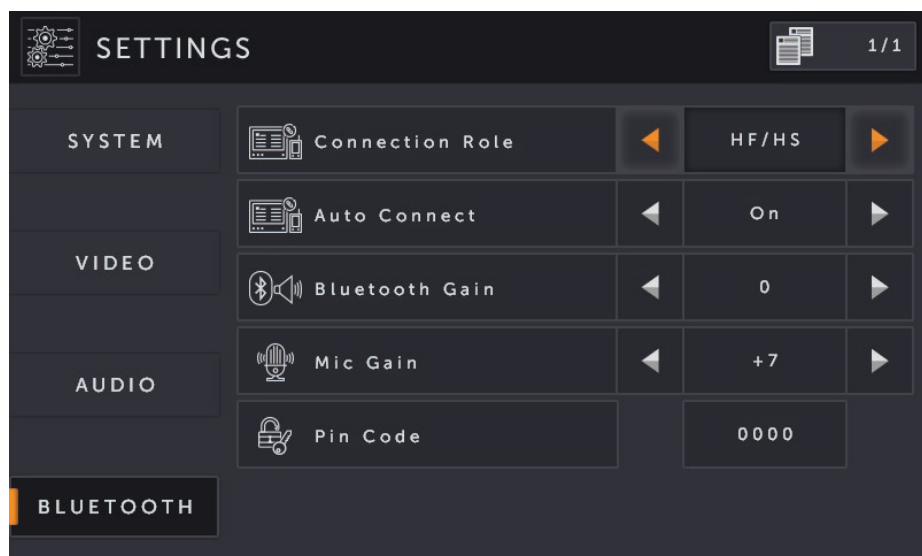 SETTINGS
1/1
SYSTEM
VIDEO
AUDIO
BLUETOOTH
Connection Role HF/HS
Auto Connect On
Bluetooth Gain 0
Mic Gain +7
Pin Code 0000